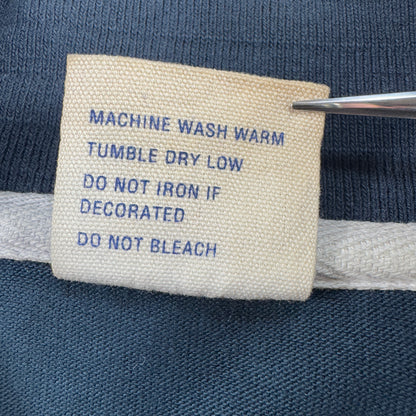 MACHINE WASH WARM
TUMBLE DRY LOW
DO NOT IRON IF
DECORATED
DO NOT BLEACH